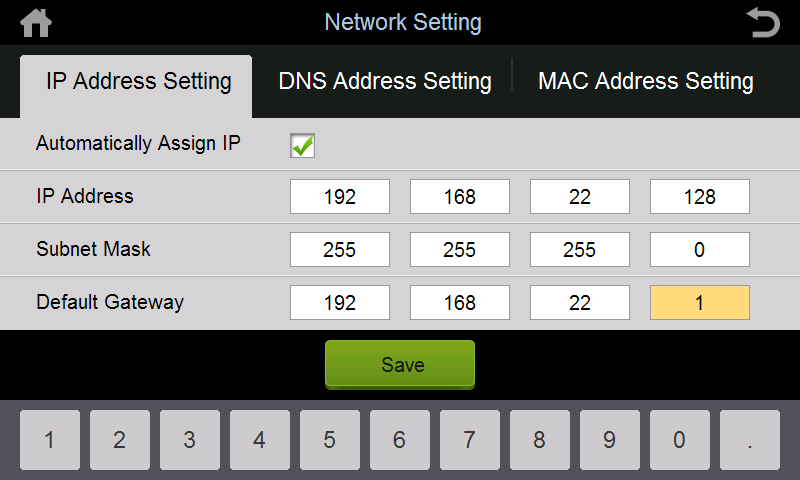 Network Setting
IP Address Setting DNS Address Setting MAC Address Setting
Automatically Assign IP
IP Address 192 168 22 128
Subnet Mask 255 255 255 0
Default Gateway 192 168 22 1
Save
1 2 3 4 5 6 7 8 9 0 .